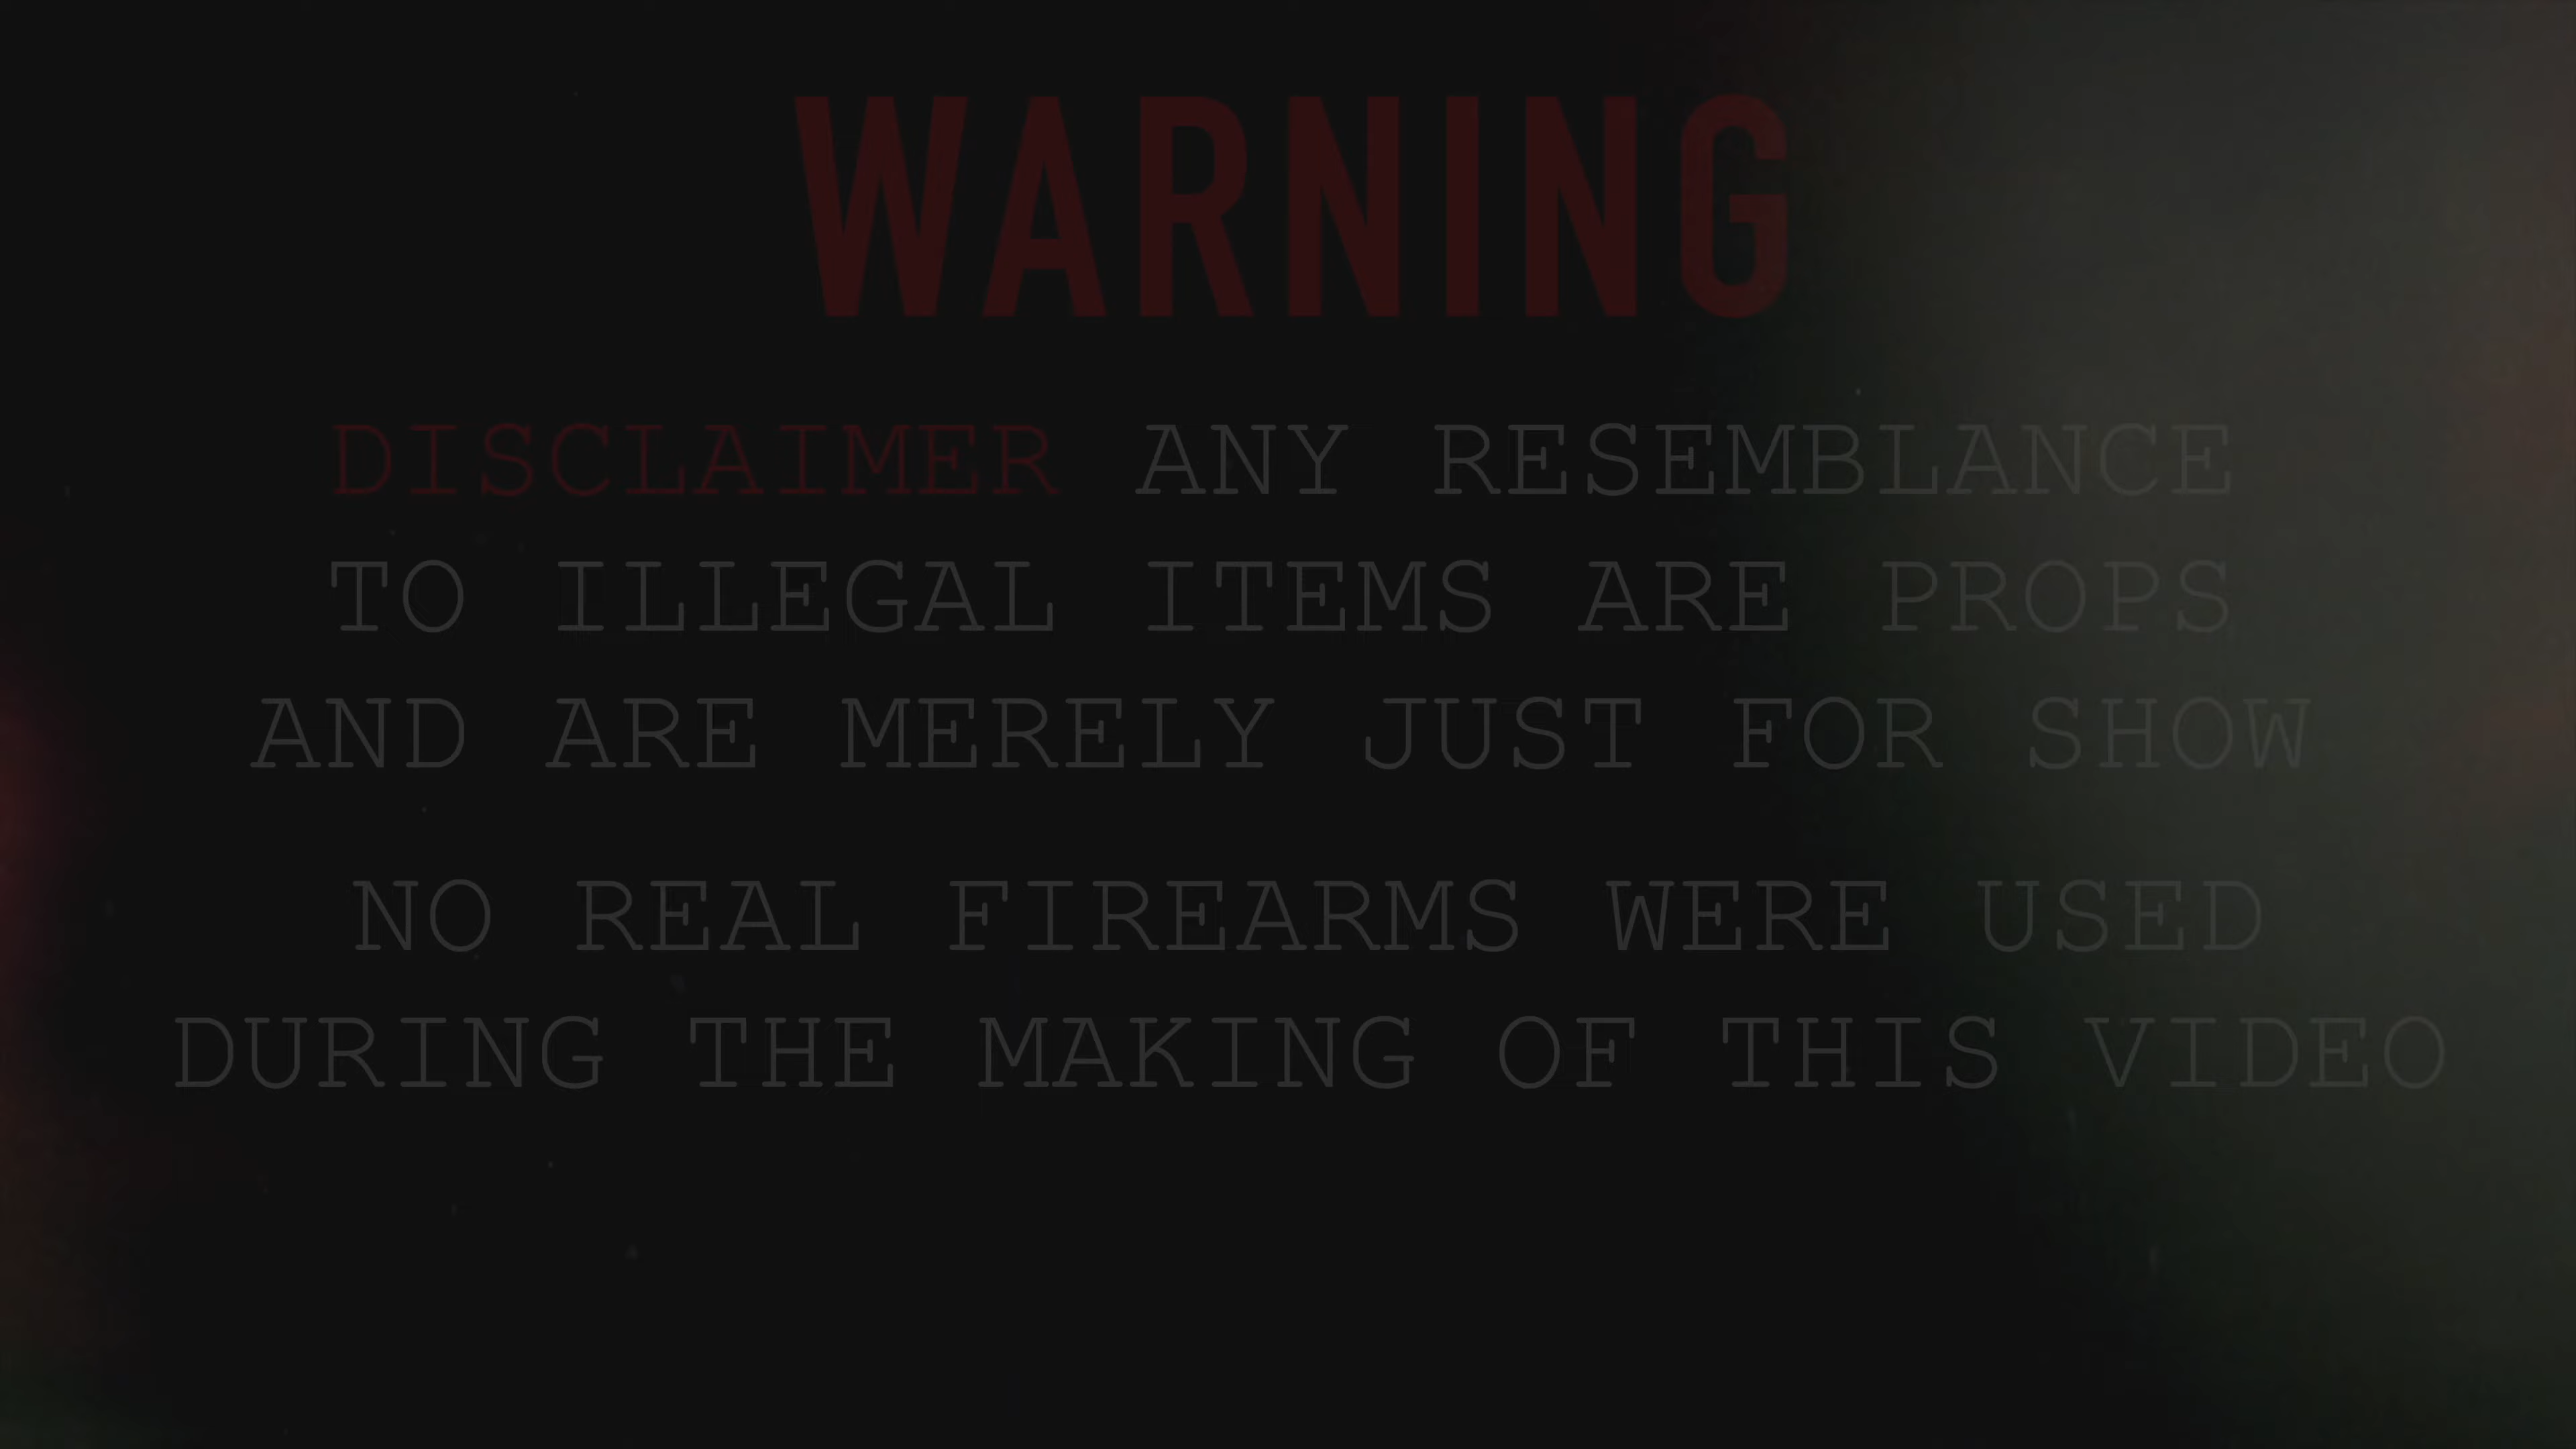 WARNING
DISCLAIMER ANY RESEMBLANCE
TO ILLEGAL ITEMS ARE PROPS
AND ARE MERELY JUST FOR SHOW
NO REAL FIREARMS WERE USED
DURING THE MAKING OF THIS VIDEO